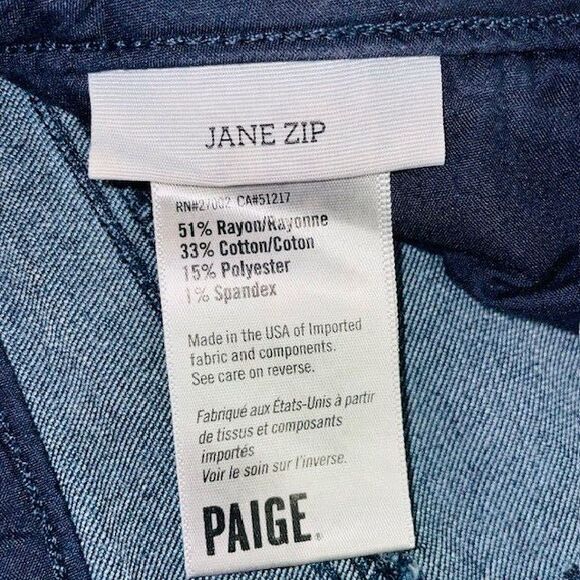 JANE ZIP
CA#51217
51% Rayon/Rayonne
33% Cotton/Coton
15% Polyester
1% Spandex
Made in the USA of Imported
fabric and components.
See care on reverse.
Fabriqué aux États-Unis à partir
de tissus et composants
importés
Voir le soin sur l'inverse.
PAIGE